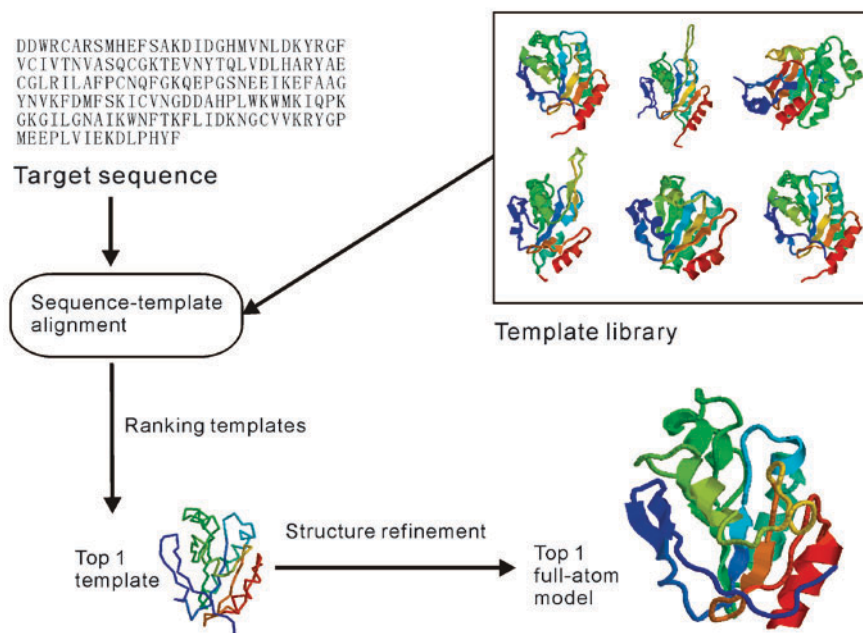 DDWRCARSMHEFSAKDIDGHMVNLDKYRGF
VCIVTNVASQCGKTEVNYTQLVDLHARYAE
CGLRILAFPCNQFGKQEPGSNEEIKEFAAG
YNVKFDMFSKICVNGDDAHPLWKWMKIQPK
GKGILGNAIKWNFTKFLIDKNGCVVKRYGP
MEEPLVIEKDLPHYF
Target sequence
Sequence-template
alignment
Template library
Ranking templates
Top 1
template
Structure refinement
Top 1
full-atom
model